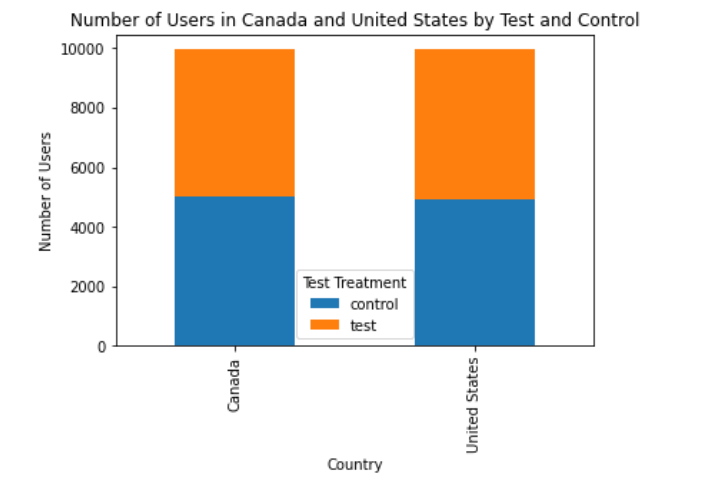 Number of Users in Canada and United States by Test and Control
10000
8000
6000
4000
2000
0
Number of Users
Test Treatment
control
test
Canada
United States
Country